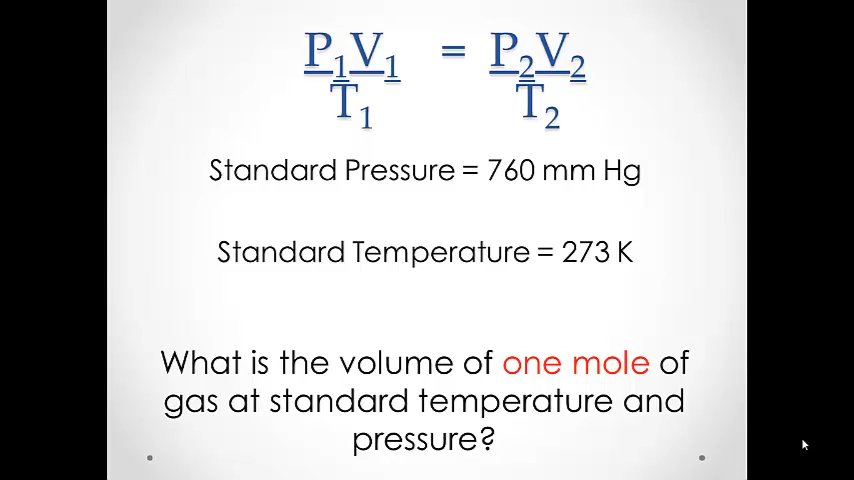 P₁V₁ = P₂V₂
T₁ T₂
Standard Pressure = 760 mm Hg
Standard Temperature = 273 K
What is the volume of one mole of
gas at standard temperature and
pressure?